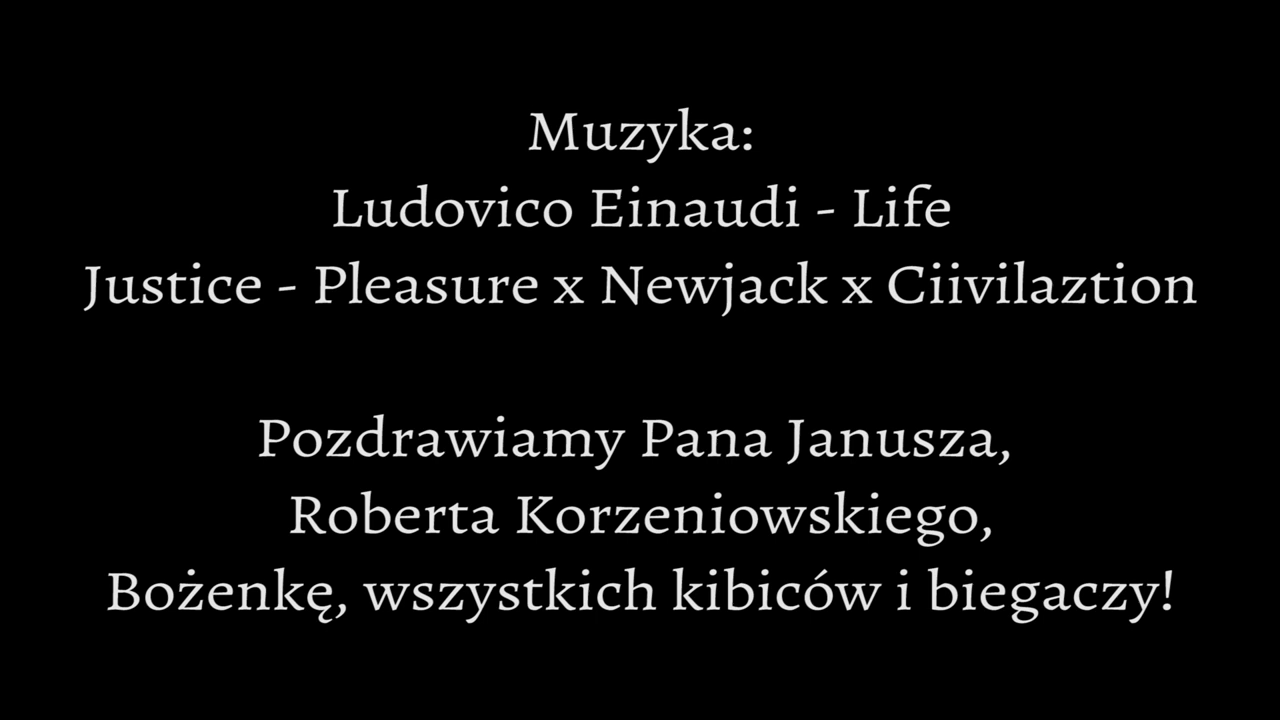 Muzyka:
Ludovico Einaudi - Life
Justice - Pleasure x Newjack x Ciivilaztion
Pozdrawiamy Pana Janusza,
Roberta Korzeniowskiego,
Bożenkę, wszystkich kibiców i biegaczy!